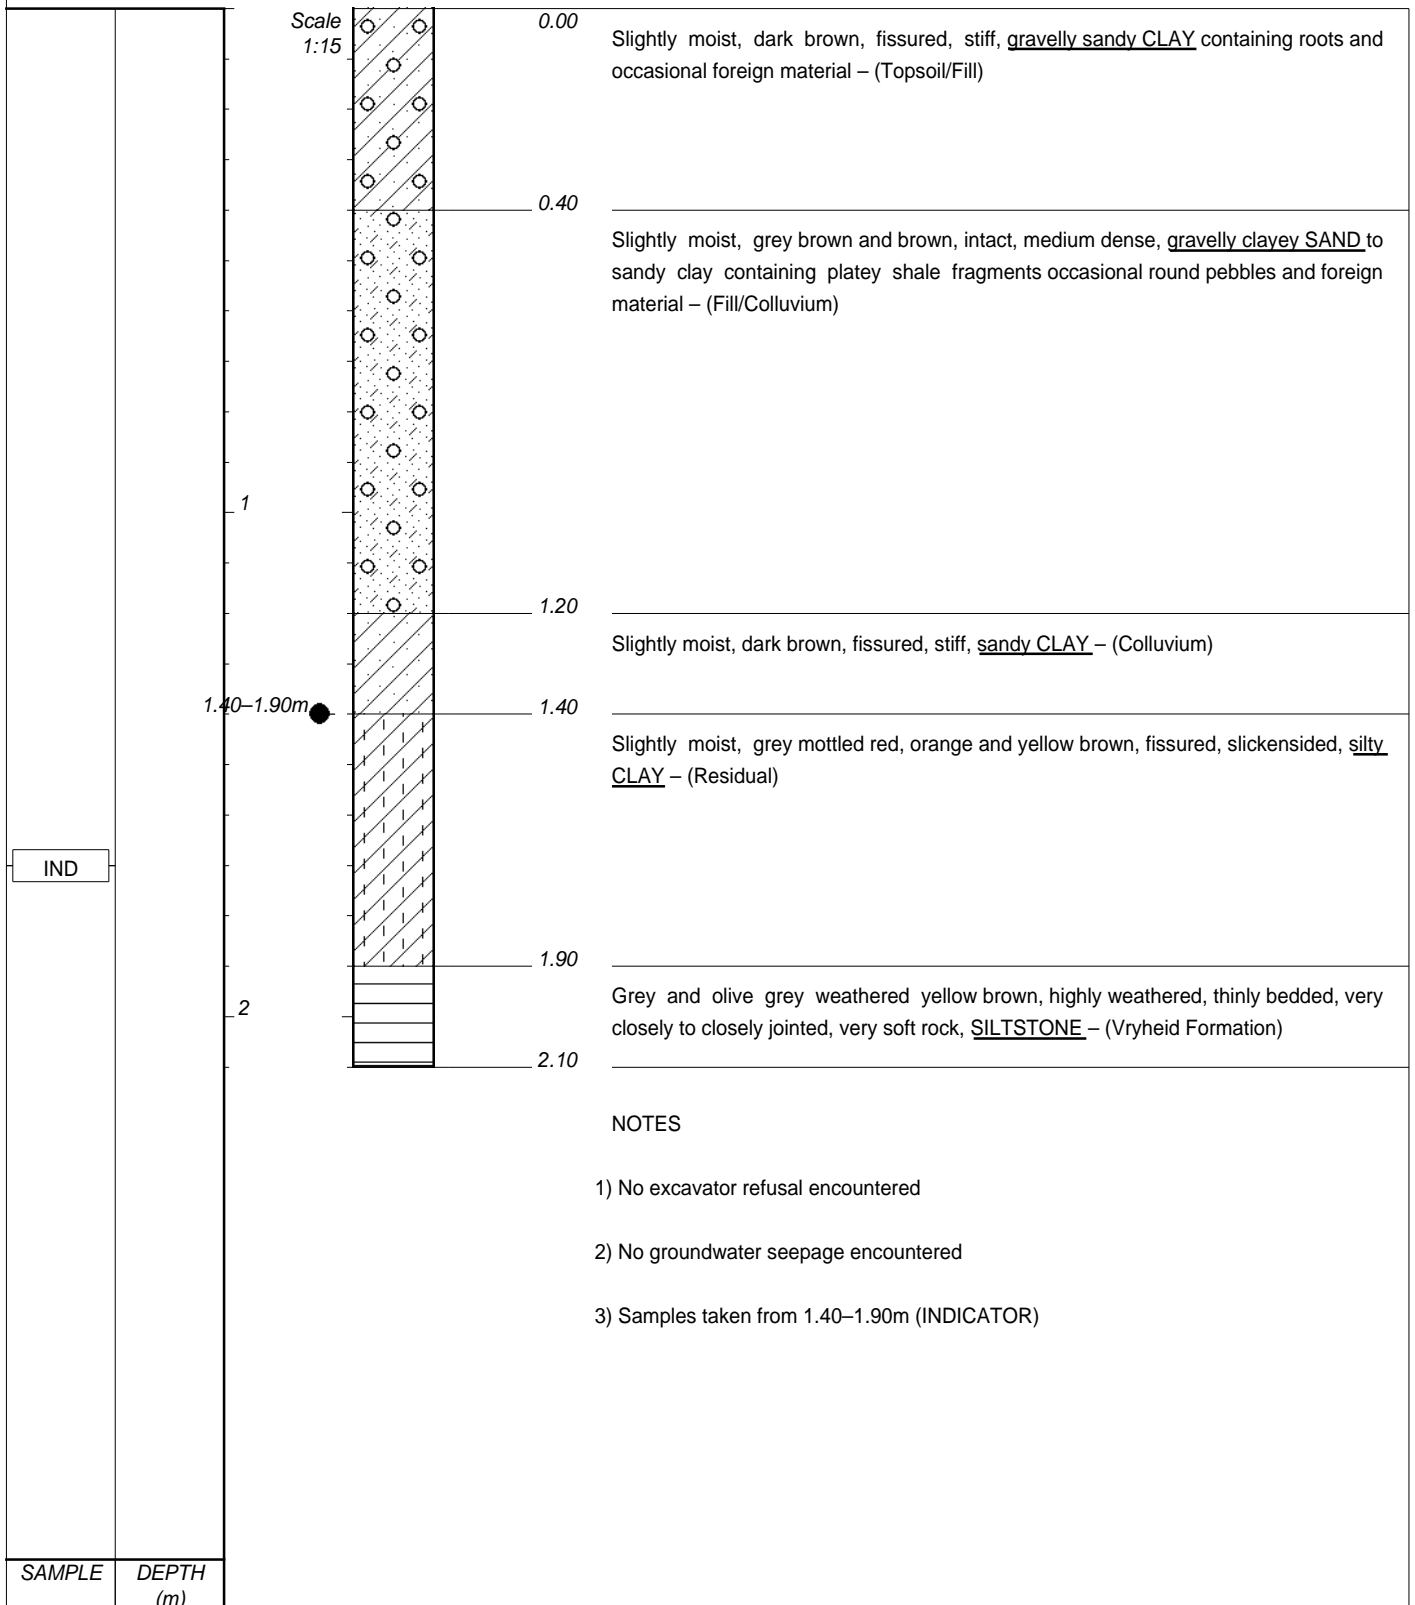 Scale
1:15
0.00
Slightly moist, dark brown, fissured, stiff, gravelly sandy CLAY containing roots and
occasional foreign material – (Topsoil/Fill)
0.40
Slightly moist, grey brown and brown, intact, medium dense, gravelly clayey SAND to
sandy clay containing platey shale fragments occasional round pebbles and foreign
material – (Fill/Colluvium)
1
1.20
Slightly moist, dark brown, fissured, stiff, sandy CLAY – (Colluvium)
1.40–1.90m
1.40
Slightly moist, grey mottled red, orange and yellow brown, fissured, slickensided, silty
CLAY – (Residual)
IND
1.90
Grey and olive grey weathered yellow brown, highly weathered, thinly bedded, very
closely to closely jointed, very soft rock, SILTSTONE – (Vryheid Formation)
2
2.10
NOTES
1) No excavator refusal encountered
2) No groundwater seepage encountered
3) Samples taken from 1.40–1.90m (INDICATOR)
SAMPLE
DEPTH
(m)